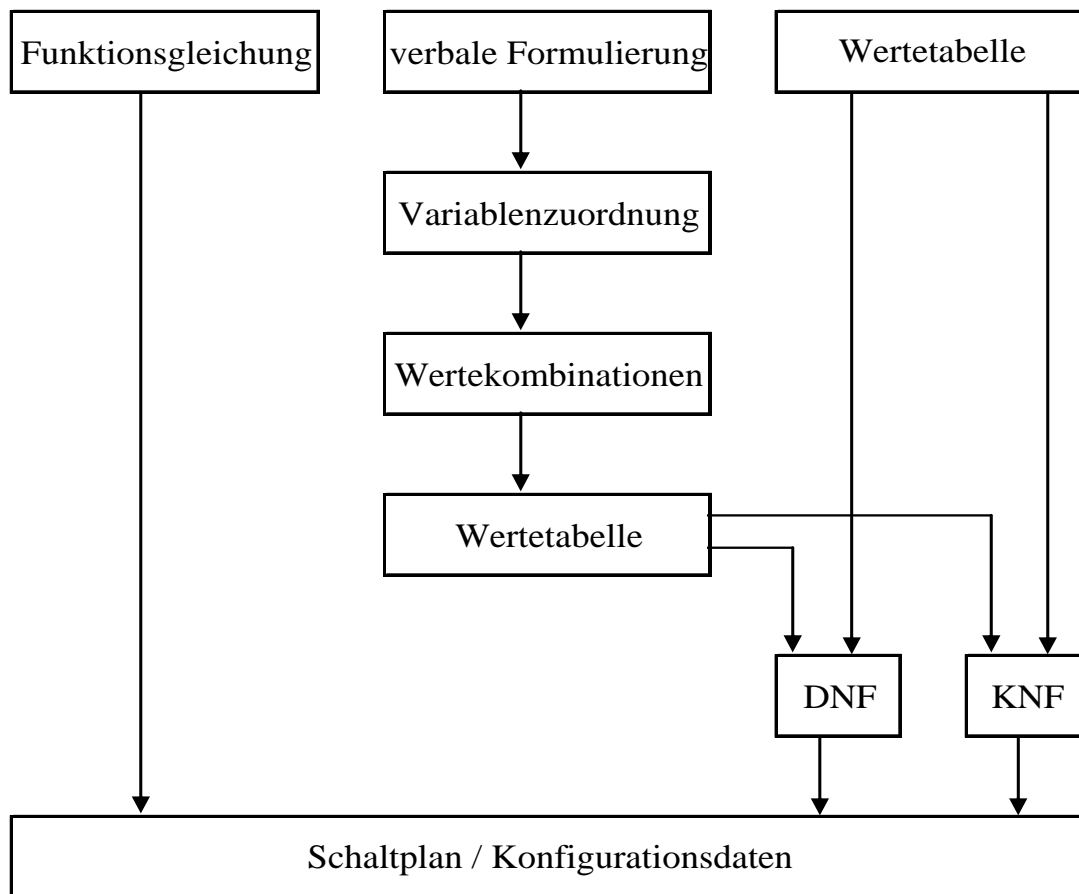 Funktionsgleichung
verbale Formulierung
Wertetabelle
Variablenzuordnung
Wertekombinationen
Wertetabelle
DNF
KNF
Schaltplan / Konfigurationsdaten